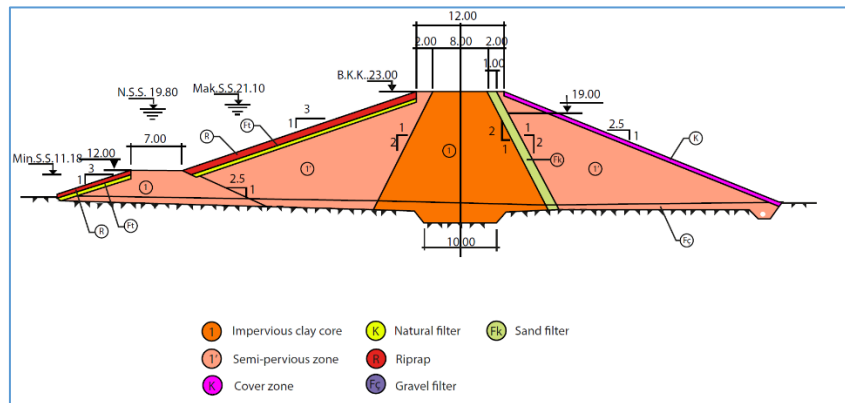 12.00
2.00 8.00 2.00
1.00
B.K.K..23.00
N.S.S. 19.80
Mak.S.S.21.10
19.00
3
1
R
Ft
7.00
Min.S.S.11.18
12.00
3
1
1
1'
2.5
1
1
2
1
2
1
1
2
Fk
1'
2.5
1
K
R
Ft
10.00
Fç
1 Impervious clay core
K Natural filter
Fk Sand filter
1' Semi-pervious zone
R Riprap
K Cover zone
Fç Gravel filter